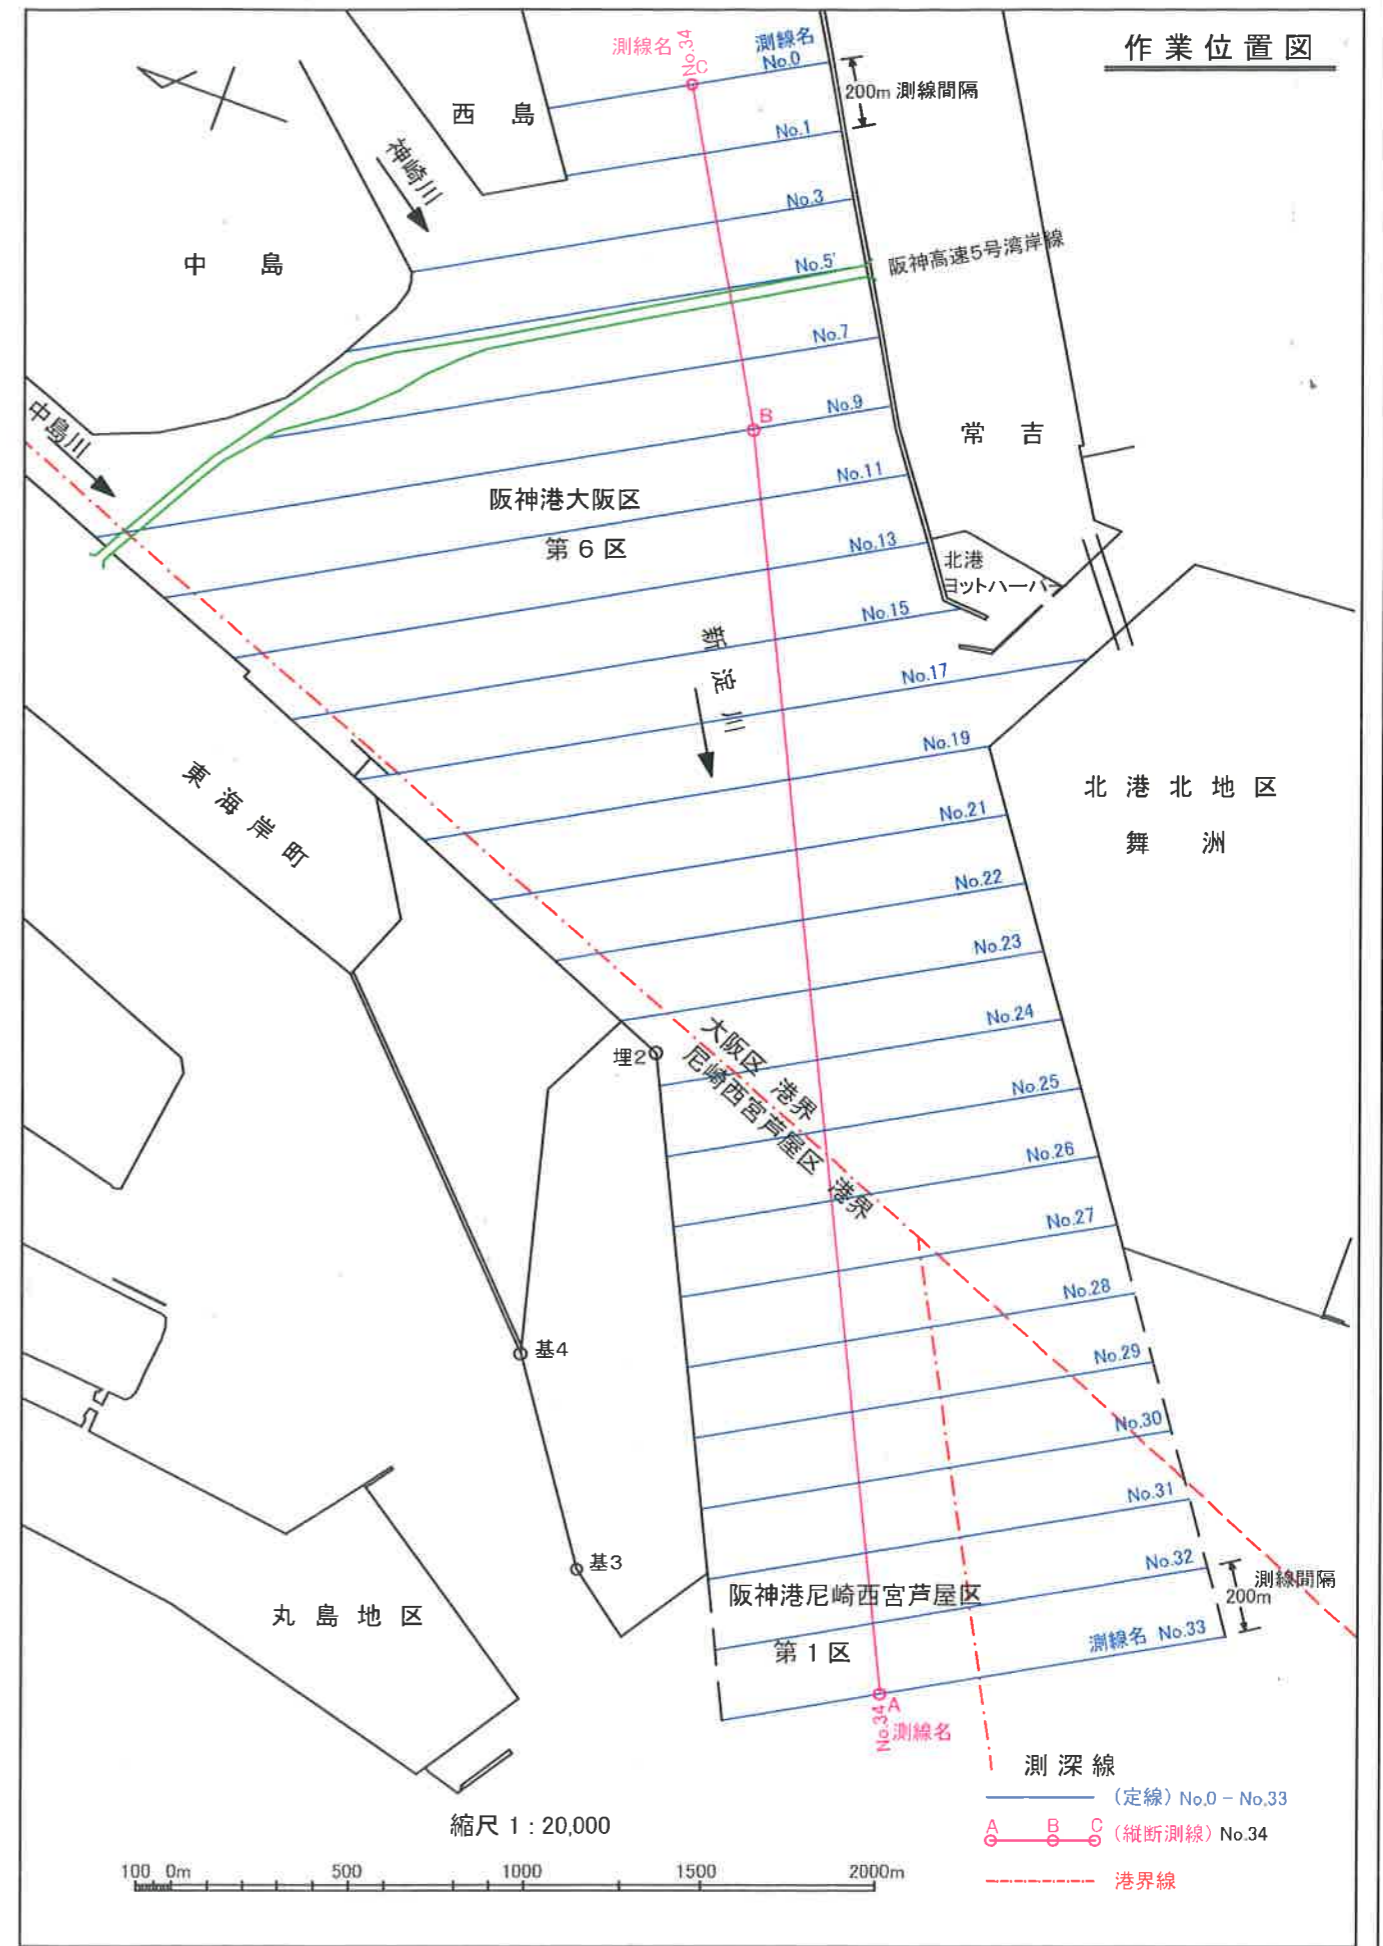 作業位置図
測線名 No.34
C
測線名
No.0
200m 測線間隔
西島
No.1
神崎川
No.3
中島
No.5'
阪神高速5号湾岸線
No.7
No.9
B
中島川
常吉
No.11
阪神港大阪区
第6区
No.13
北港
ヨットハーバー
No.15
新淀川
No.17
No.19
東海岸町
北港北地区
舞洲
No.21
No.22
No.23
No.24
大阪区 港界
尼崎西宮芦屋区 港界
埋2
No.25
No.26
No.27
No.28
基4
No.29
No.30
No.31
No.32
基3
測線間隔
200m
阪神港尼崎西宮芦屋区
第1区
丸島地区
測線名 No.33
A
No.34
測線名
測深線
(定線) No.0 - No.33
A B C (縦断測線) No.34
港界線
縮尺 1:20,000
100 0m 500 1000 1500 2000m